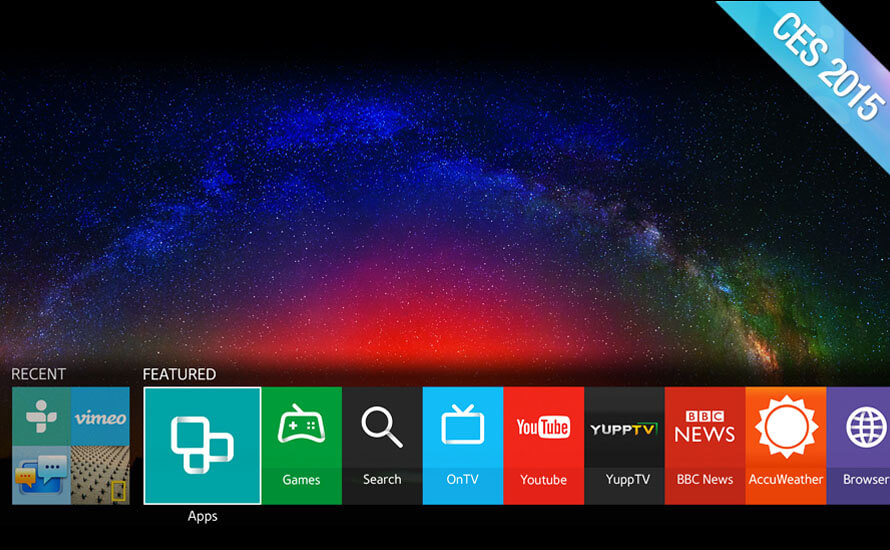 CES 2015
RECENT
FEATURED
vimeo
YouTube
YUPPTV
BBC
NEWS
Games
Search
OnTV
Youtube
YuppTV
BBC News
AccuWeather
Browser
Apps